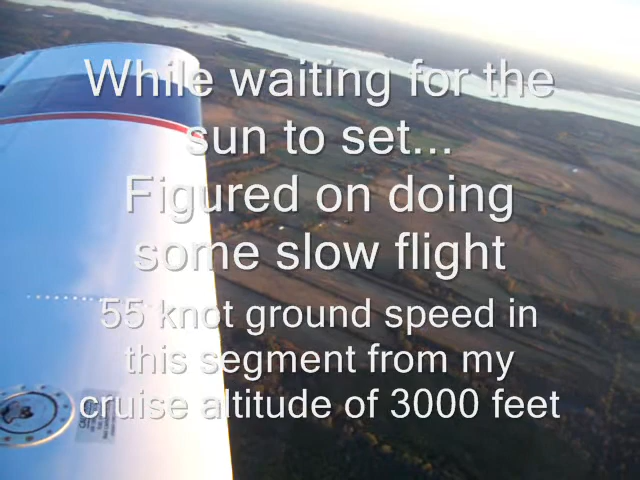 While waiting for the
sun to set...
Figured on doing
some slow flight
55 knot ground speed in
this segment from my
cruise altitude of 3000 feet